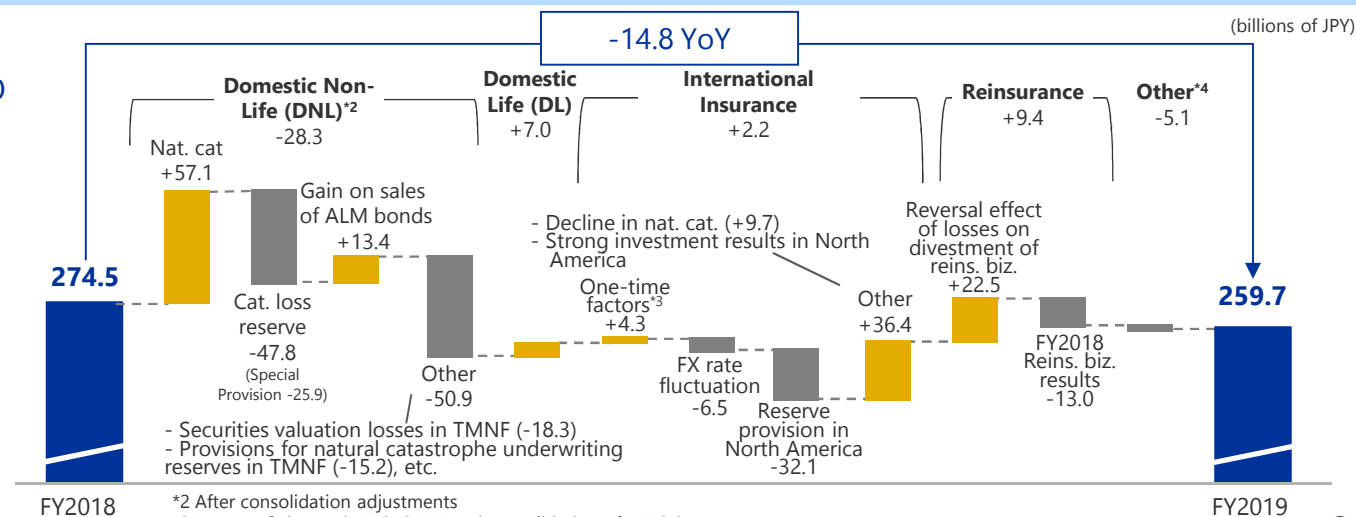 (billions of JPY)
-14.8 YoY
)
Domestic Non-
Life (DNL)*2
-28.3
Domestic
Life (DL)
+7.0
International
Insurance
+2.2
Reinsurance
+9.4
Other*4
-5.1
274.5
Nat. cat
+57.1
Cat. loss
reserve
-47.8
(Special
Provision -25.9)
Gain on sales
of ALM bonds
+13.4
Other
-50.9
- Securities valuation losses in TMNF (-18.3)
- Provisions for natural catastrophe underwriting
reserves in TMNF (-15.2), etc.
- Decline in nat. cat. (+9.7)
- Strong investment results in North
America
One-time
factors*3
+4.3
FX rate
fluctuation
-6.5
Reserve
provision in
North America
-32.1
Other
+36.4
Reversal effect
of losses on
divestment of
reins. biz.
+22.5
FY2018
Reins. biz.
results
-13.0
259.7
FY2018
FY2019
*2 After consolidation adjustments